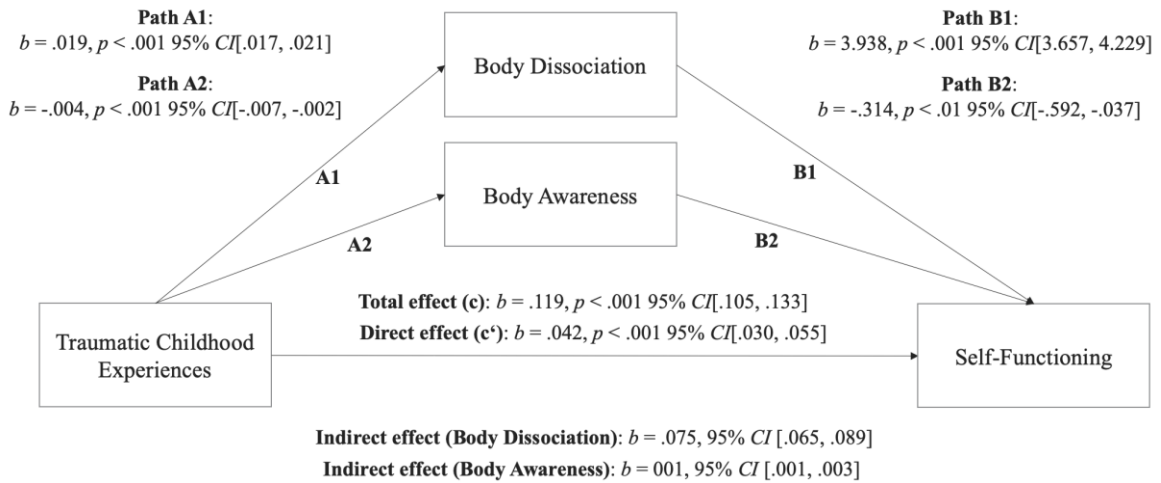 Path A1:
b = .019, p < .001 95% CI[.017, .021]
Path A2:
b = -.004, p < .001 95% CI[-.007, -.002]
Path B1:
b = 3.938, p < .001 95% CI[3.657, 4.229]
Path B2:
b = -.314, p < .01 95% CI[-.592, -.037]
Body Dissociation
A1
B1
Body Awareness
A2
B2
Total effect (c): b = .119, p < .001 95% CI[.105, .133]
Direct effect (c‘): b = .042, p < .001 95% CI[.030, .055]
Traumatic Childhood
Experiences
Self-Functioning
Indirect effect (Body Dissociation): b = .075, 95% CI [.065, .089]
Indirect effect (Body Awareness): b = 001, 95% CI [.001, .003]